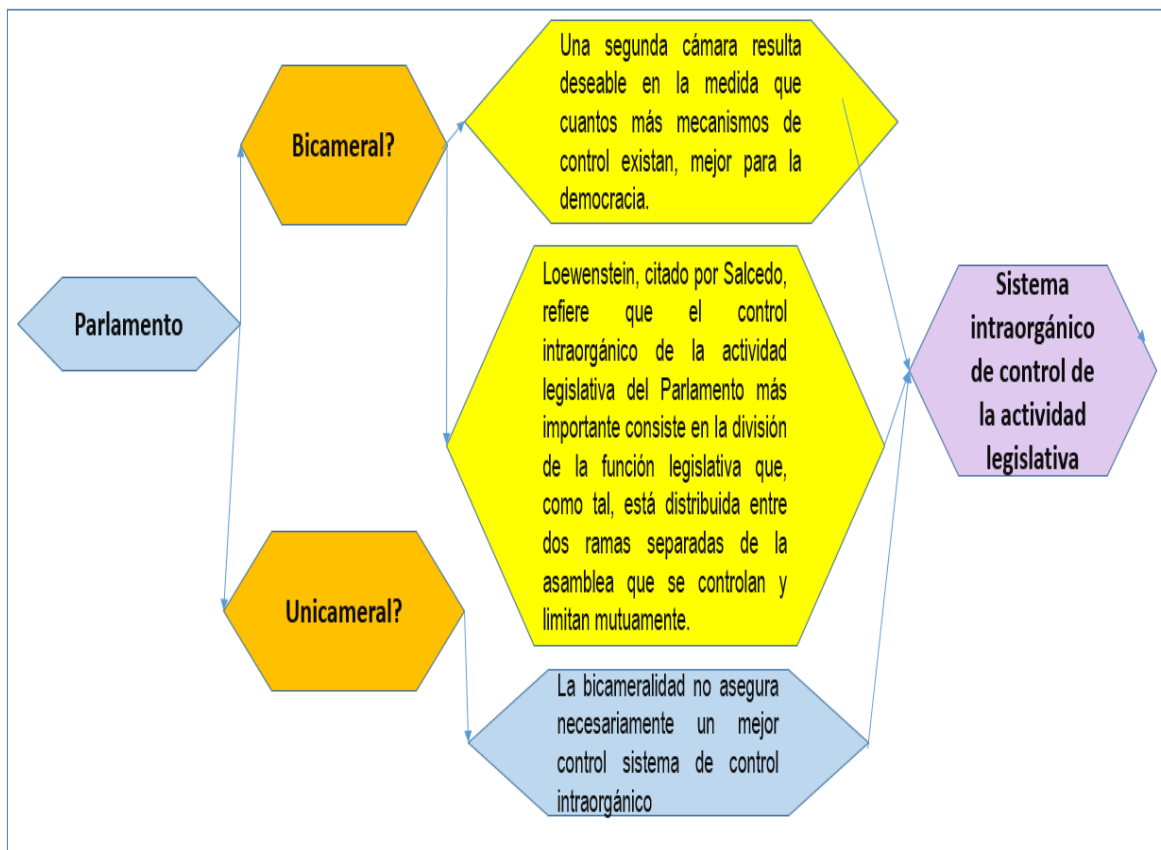 Parlamento
Bicameral?
Unicameral?
Una segunda cámara resulta
deseable en la medida que
cuantos más mecanismos de
control existan, mejor para la
democracia.
Loewenstein, citado por Salcedo,
refiere que el control
intraorgánico de la actividad
legislativa del Parlamento más
importante consiste en la división
de la función legislativa que,
como tal, está distribuida entre
dos ramas separadas de la
asamblea que se controlan y
limitan mutuamente.
La bicameralidad no asegura
necesariamente un mejor
control sistema de control
intraorgánico
Sistema
intraorgánico
de control de
la actividad
legislativa